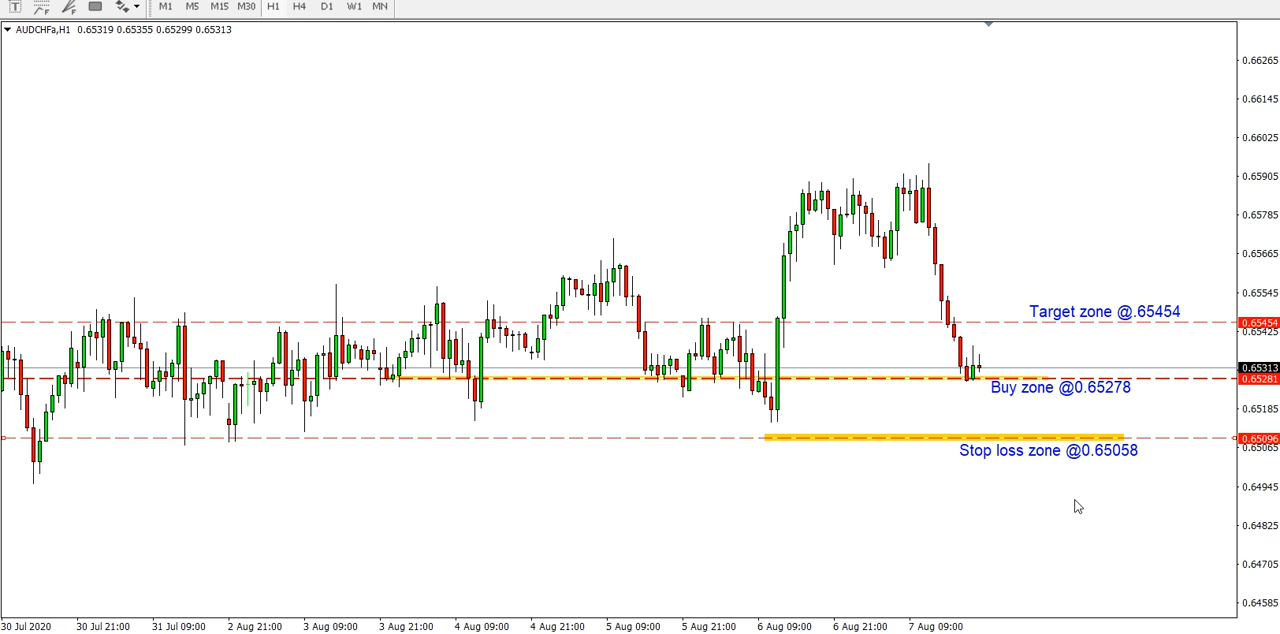 T F F
M1 M5 M15 M30 H1 H4 D1 W1 MN
AUDCHFa,H1 0.65319 0.65355 0.65299 0.65313
0.66265
0.66145
0.66025
0.65905
0.65785
0.65665
0.65545
Target zone @.65454
0.65454
0.65425
0.65313
0.65281
Buy zone @0.65278
0.65185
0.65096
0.65065
Stop loss zone @0.65058
0.64945
0.64825
0.64705
0.64585
30 Jul 2020 30 Jul 21:00 31 Jul 09:00 2 Aug 21:00 3 Aug 09:00 3 Aug 21:00 4 Aug 09:00 4 Aug 21:00 5 Aug 09:00 5 Aug 21:00 6 Aug 09:00 6 Aug 21:00 7 Aug 09:00